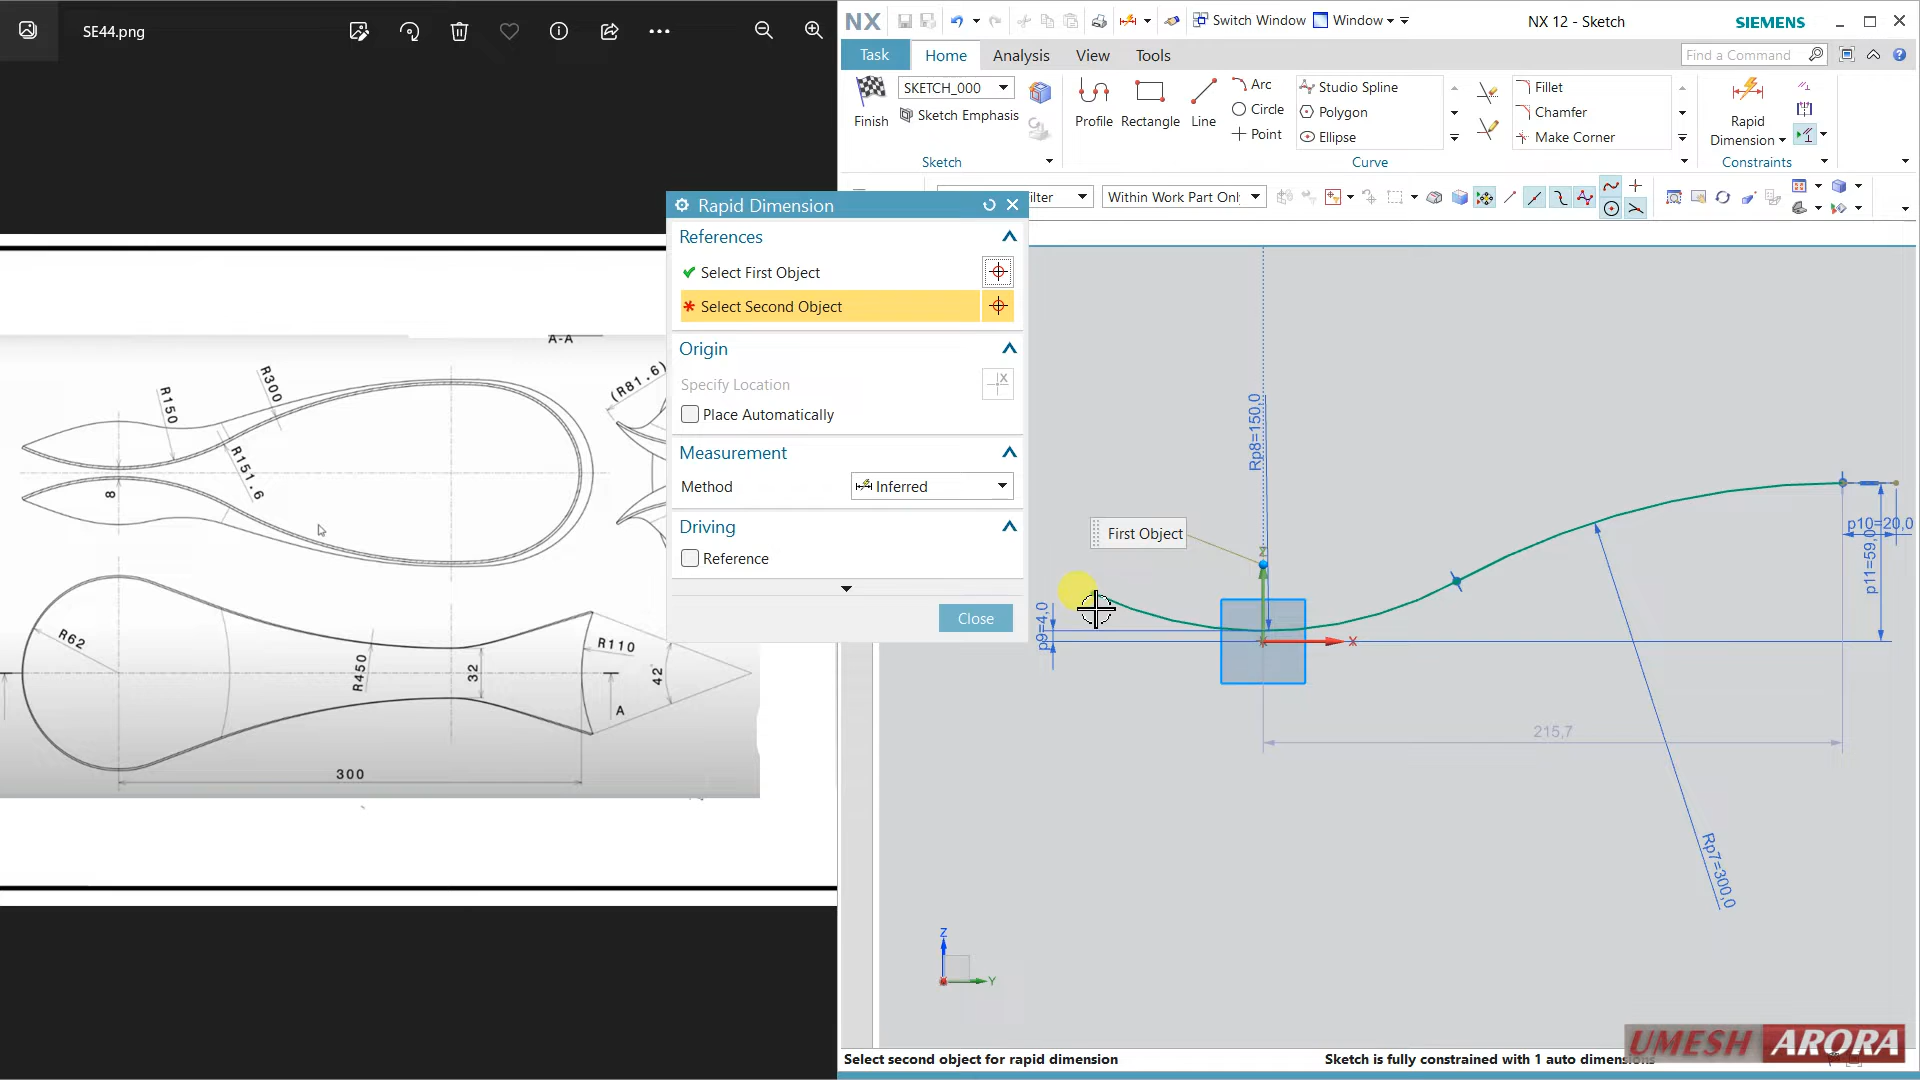 SE44.png
NX
Switch Window
Window
NX 12 - Sketch
SIEMENS
Task
Home
Analysis
View
Tools
Find a Command
Finish
SKETCH_000
Sketch Emphasis
Sketch
Profile
Rectangle
Line
Arc
Circle
Point
Studio Spline
Polygon
Ellipse
Curve
Fillet
Chamfer
Make Corner
Rapid
Dimension
Constraints
ilter
Within Work Part Onl
Rapid Dimension
References
Select First Object
Select Second Object
Origin
Specify Location
Place Automatically
Measurement
Method
Inferred
Driving
Reference
Close
A-A
R150
R300
(R81.6)
R151.6
8
R62
R450
32
R110
42
A
300
Rp8=150,0
First Object
Z
X
p9=4,0
p10=20,0
p11=59,0
215,7
Rp7=300,0
Z
Y
Select second object for rapid dimension
Sketch is fully constrained with 1 auto dimensions
UMESH ARORA